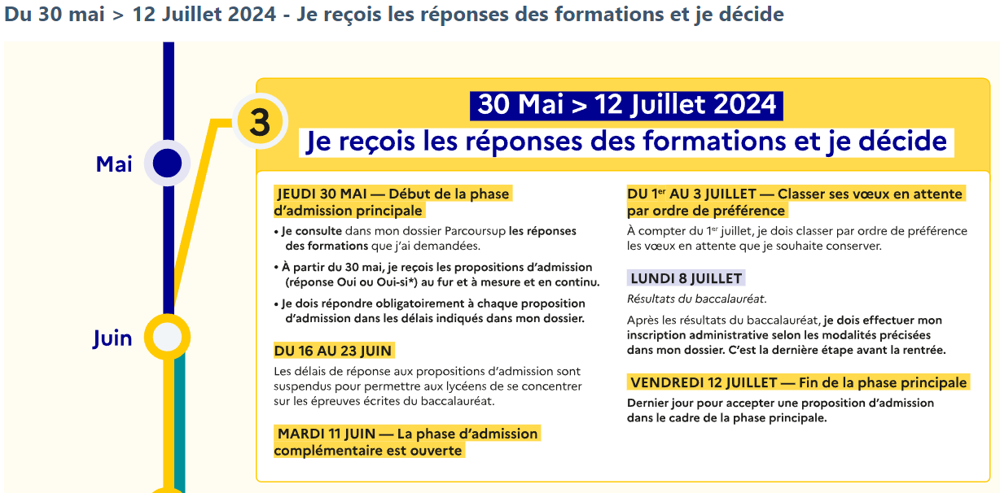 Du 30 mai > 12 Juillet 2024 - Je reçois les réponses des formations et je décide
Mai
Juin
3
30 Mai > 12 Juillet 2024
Je reçois les réponses des formations et je décide
JEUDI 30 MAI — Début de la phase
d’admission principale
• Je consulte dans mon dossier Parcoursup les réponses
des formations que j’ai demandées.
• À partir du 30 mai, je reçois les propositions d’admission
(réponse Oui ou Oui-si*) au fur et à mesure et en continu.
• Je dois répondre obligatoirement à chaque proposition
d’admission dans les délais indiqués dans mon dossier.
DU 16 AU 23 JUIN
Les délais de réponse aux propositions d’admission sont
suspendus pour permettre aux lycéens de se concentrer
sur les épreuves écrites du baccalauréat.
MARDI 11 JUIN — La phase d’admission
complémentaire est ouverte
DU 1er AU 3 JUILLET — Classer ses vœux en attente
par ordre de préférence
À compter du 1er juillet, je dois classer par ordre de préférence
les vœux en attente que je souhaite conserver.
LUNDI 8 JUILLET
Résultats du baccalauréat.
Après les résultats du baccalauréat, je dois effectuer mon
inscription administrative selon les modalités précisées
dans mon dossier. C’est la dernière étape avant la rentrée.
VENDREDI 12 JUILLET — Fin de la phase principale
Dernier jour pour accepter une proposition d’admission
dans le cadre de la phase principale.